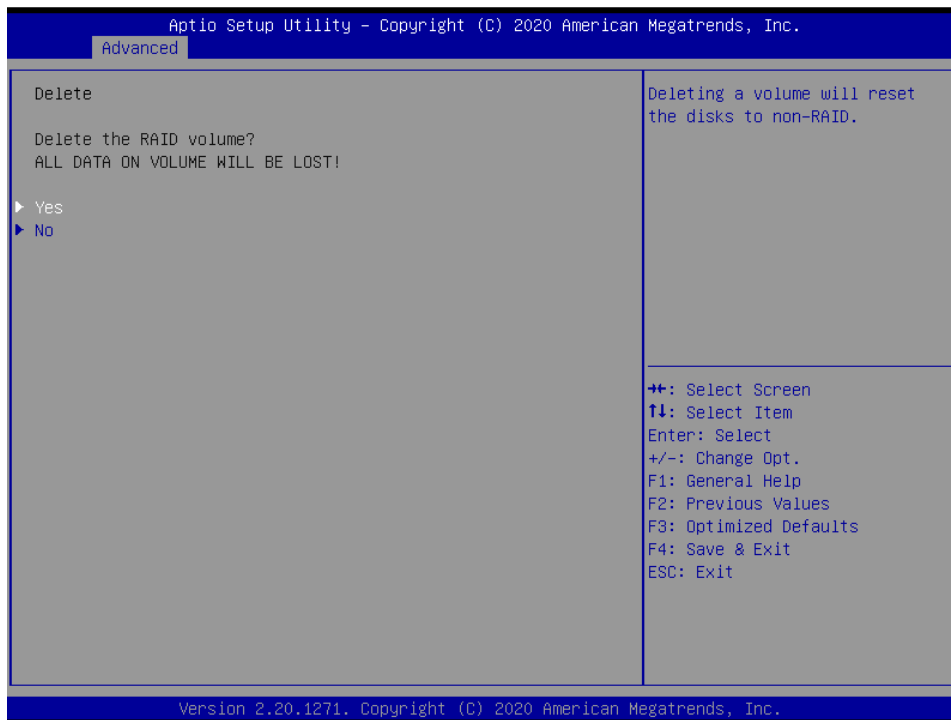 Aptio Setup Utility – Copyright (C) 2020 American Megatrends, Inc.
Advanced
Delete
Delete the RAID volume?
ALL DATA ON VOLUME WILL BE LOST!
▶ Yes
▶ No
Deleting a volume will reset
the disks to non-RAID.
→←: Select Screen
↑↓: Select Item
Enter: Select
+/-: Change Opt.
F1: General Help
F2: Previous Values
F3: Optimized Defaults
F4: Save & Exit
ESC: Exit
Version 2.20.1271. Copyright (C) 2020 American Megatrends, Inc.